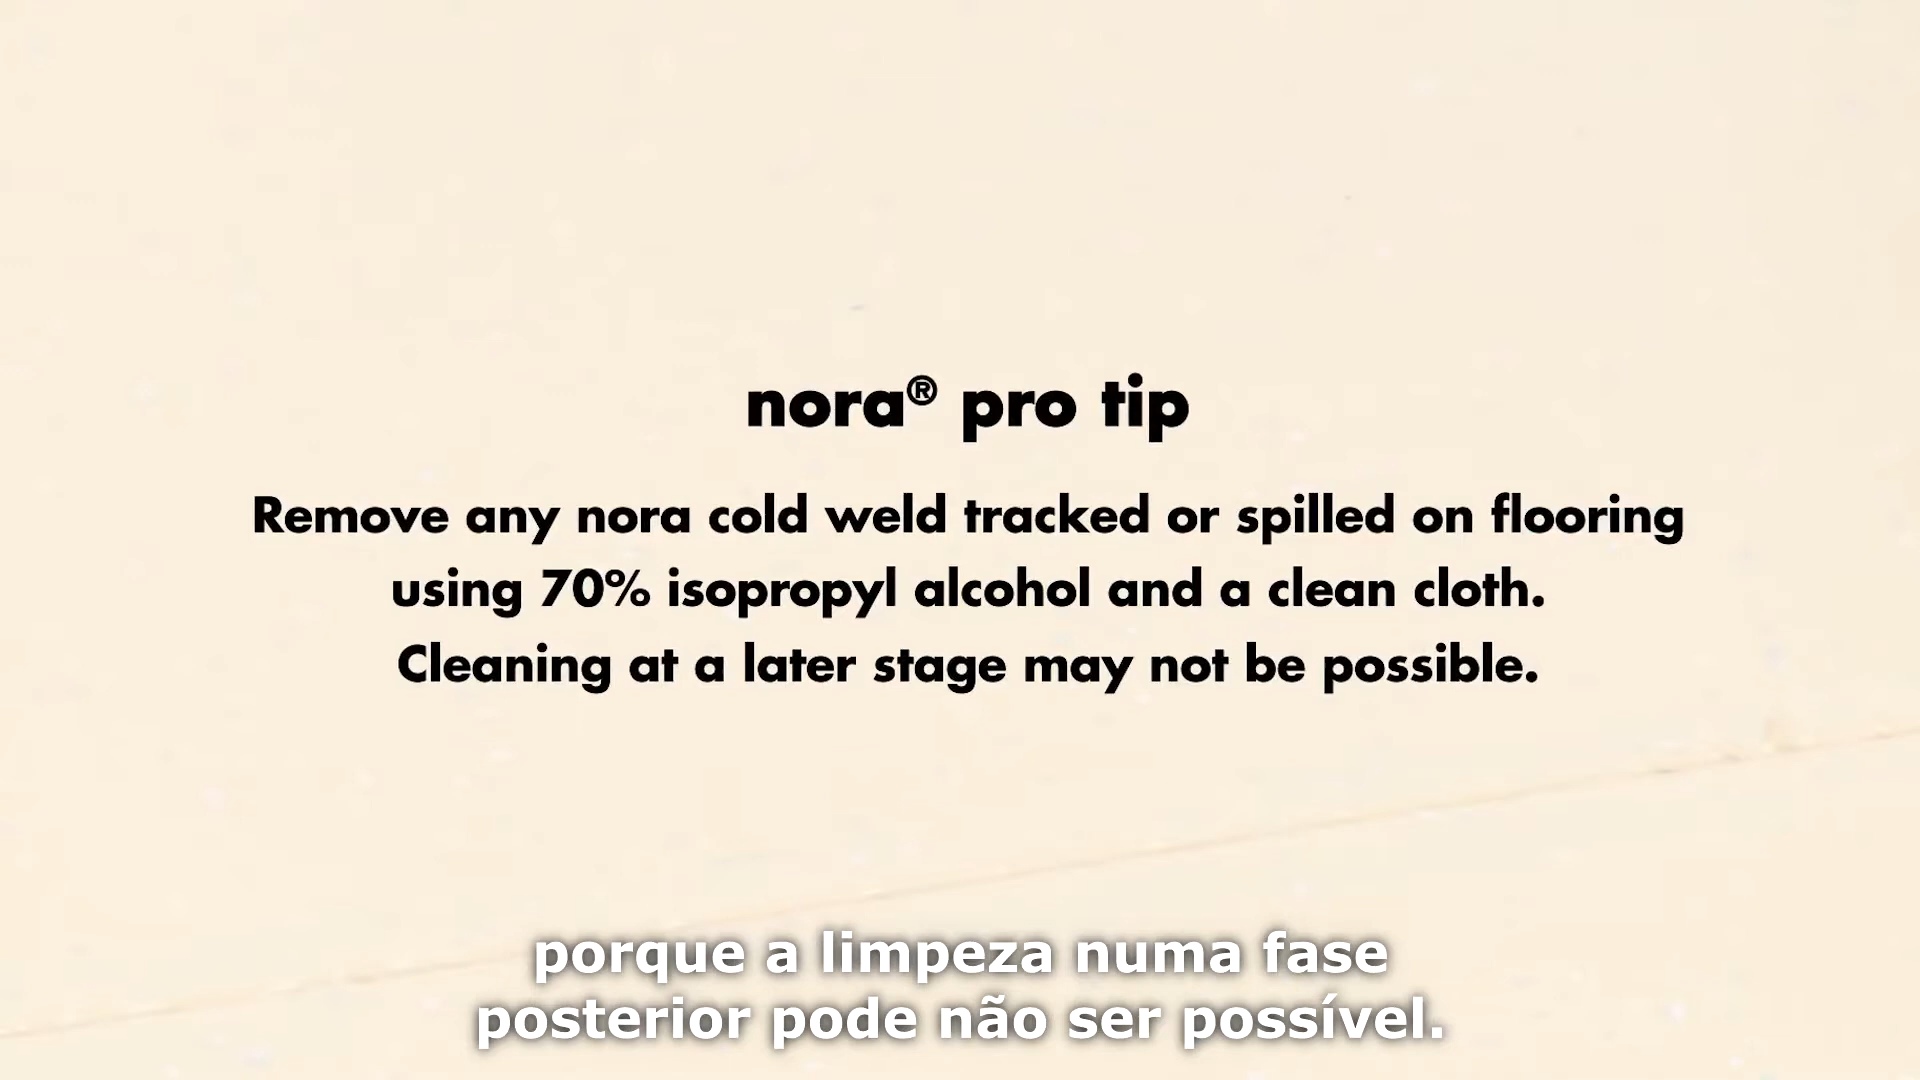 nora® pro tip
Remove any nora cold weld tracked or spilled on flooring
using 70% isopropyl alcohol and a clean cloth.
Cleaning at a later stage may not be possible.
porque a limpeza numa fase
posterior pode não ser possível.